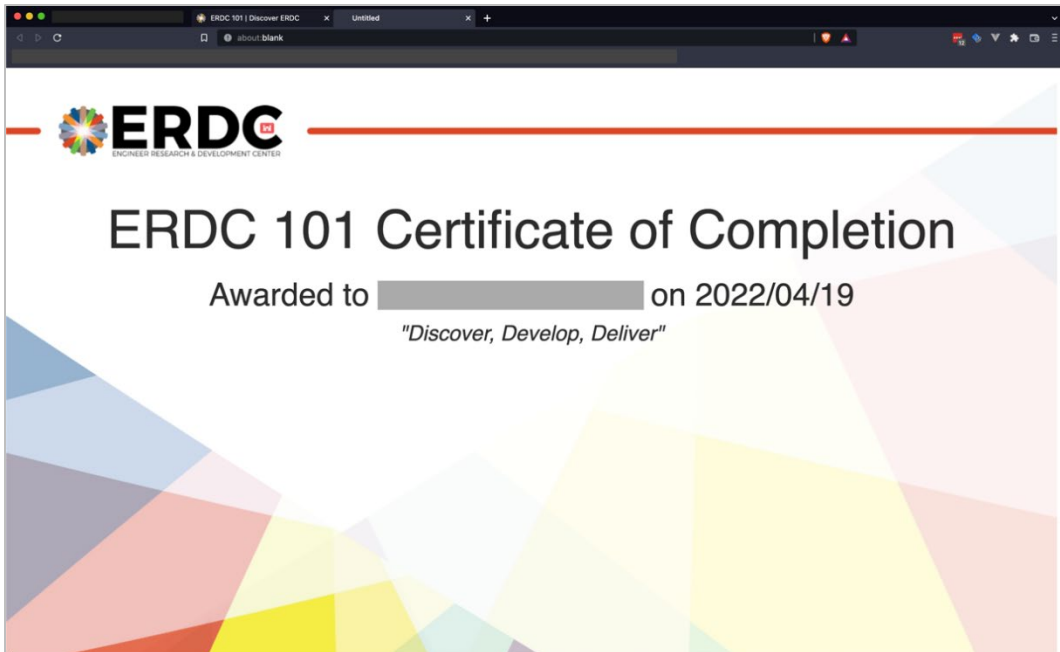 ERDC 101 | Discover ERDC
Untitled
about:blank
10
ERDC
ENGINEER RESEARCH & DEVELOPMENT CENTER
ERDC 101 Certificate of Completion
Awarded to on 2022/04/19
"Discover, Develop, Deliver"